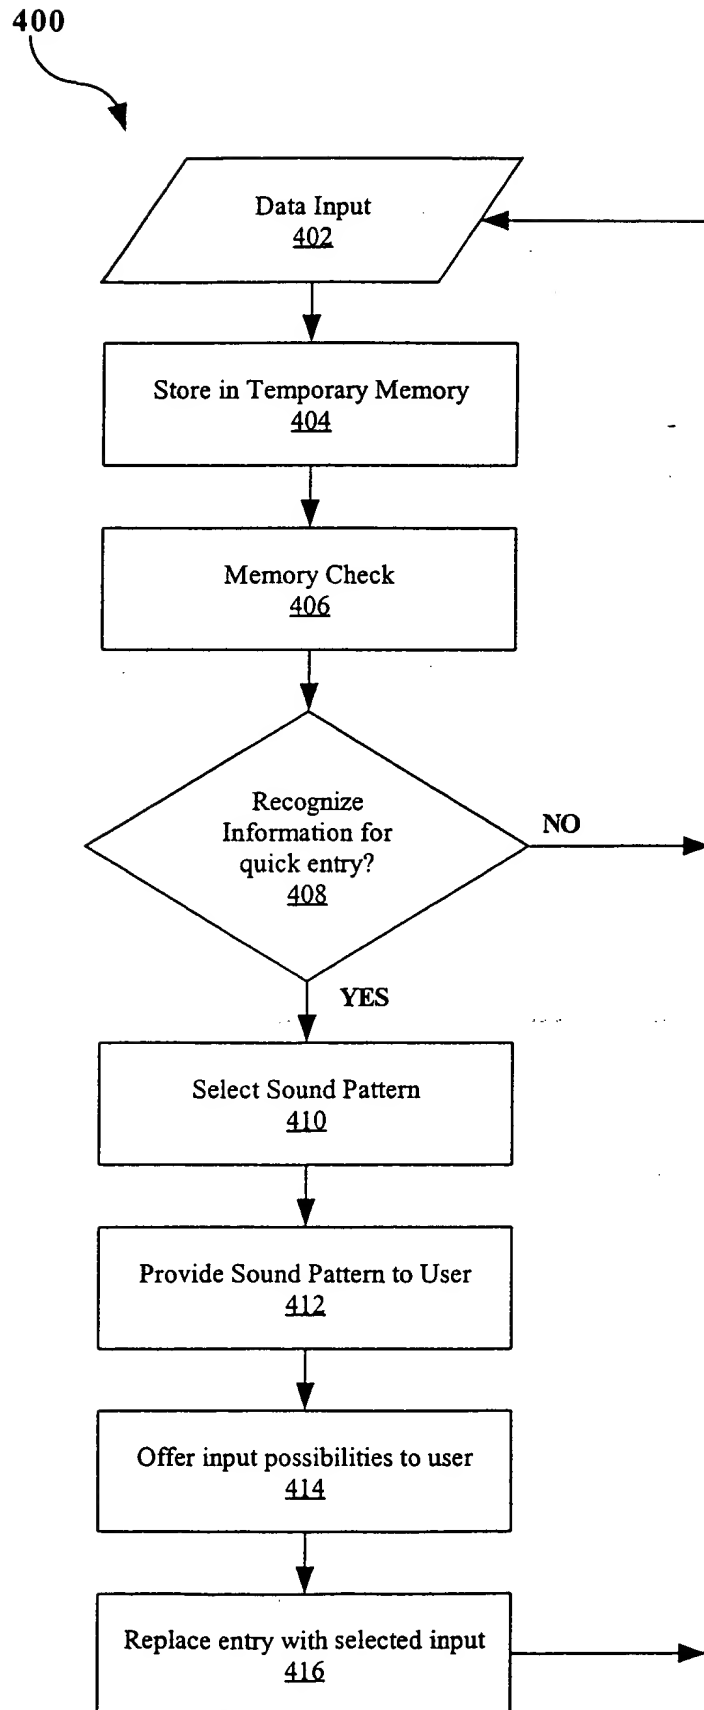 400
Data Input
402
Store in Temporary Memory
404
Memory Check
406
Recognize
Information for
quick entry?
408
NO
YES
Select Sound Pattern
410
Provide Sound Pattern to User
412
Offer input possibilities to user
414
Replace entry with selected input
416